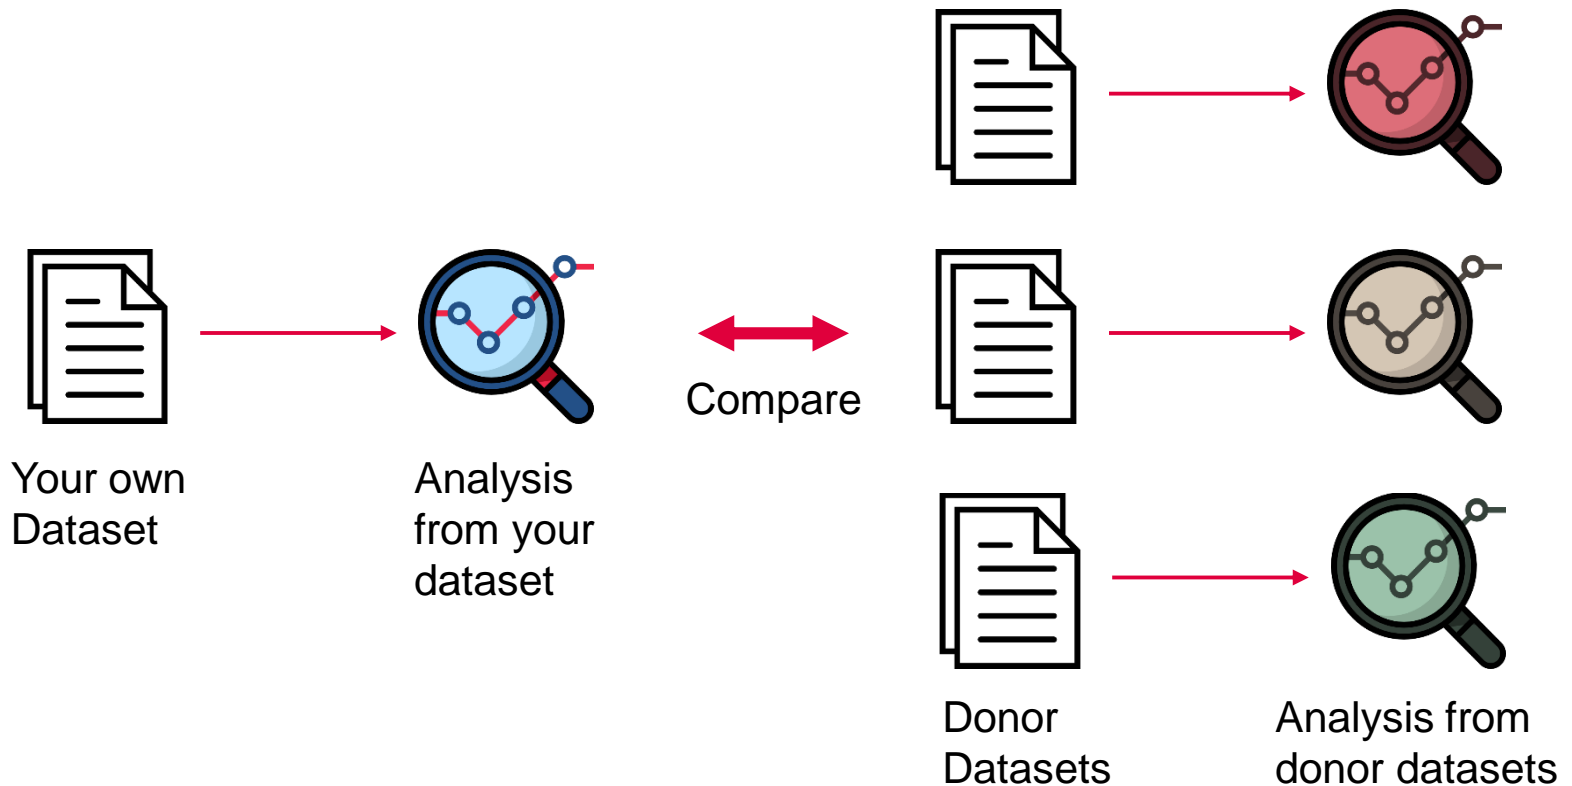 Your own
Dataset
Analysis
from your
dataset
Compare
Donor
Datasets
Analysis from
donor datasets